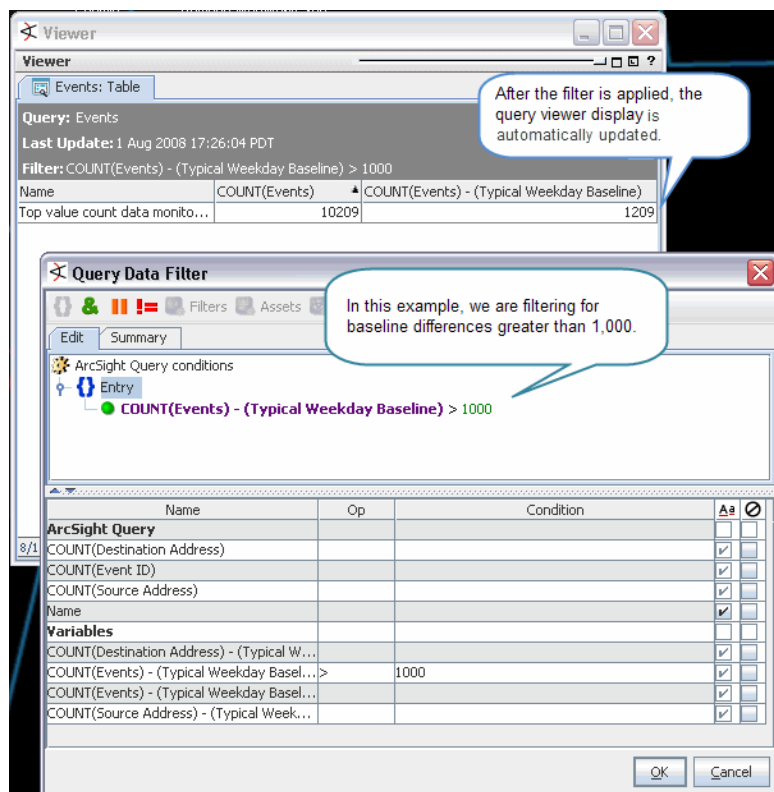 Viewer
Viewer
?
Events: Table
Query: Events
Last Update: 1 Aug 2008 17:26:04 PDT
Filter: COUNT(Events) - (Typical Weekday Baseline) > 1000
After the filter is applied, the
query viewer display is
automatically updated.
Name COUNT(Events) COUNT(Events) - (Typical Weekday Baseline)
Top value count data monito... 10209 1209
Query Data Filter
& != Filters Assets
In this example, we are filtering for
baseline differences greater than 1,000.
Edit Summary
ArcSight Query conditions
Entry
COUNT(Events) - (Typical Weekday Baseline) > 1000
Name Op Condition Aa
ArcSight Query
8/1
COUNT(Destination Address)
COUNT(Event ID)
COUNT(Source Address)
Name
Variables
COUNT(Destination Address) - (Typical W...
COUNT(Events) - (Typical Weekday Basel... > 1000
COUNT(Events) - (Typical Weekday Basel...
COUNT(Source Address) - (Typical Week...
OK Cancel